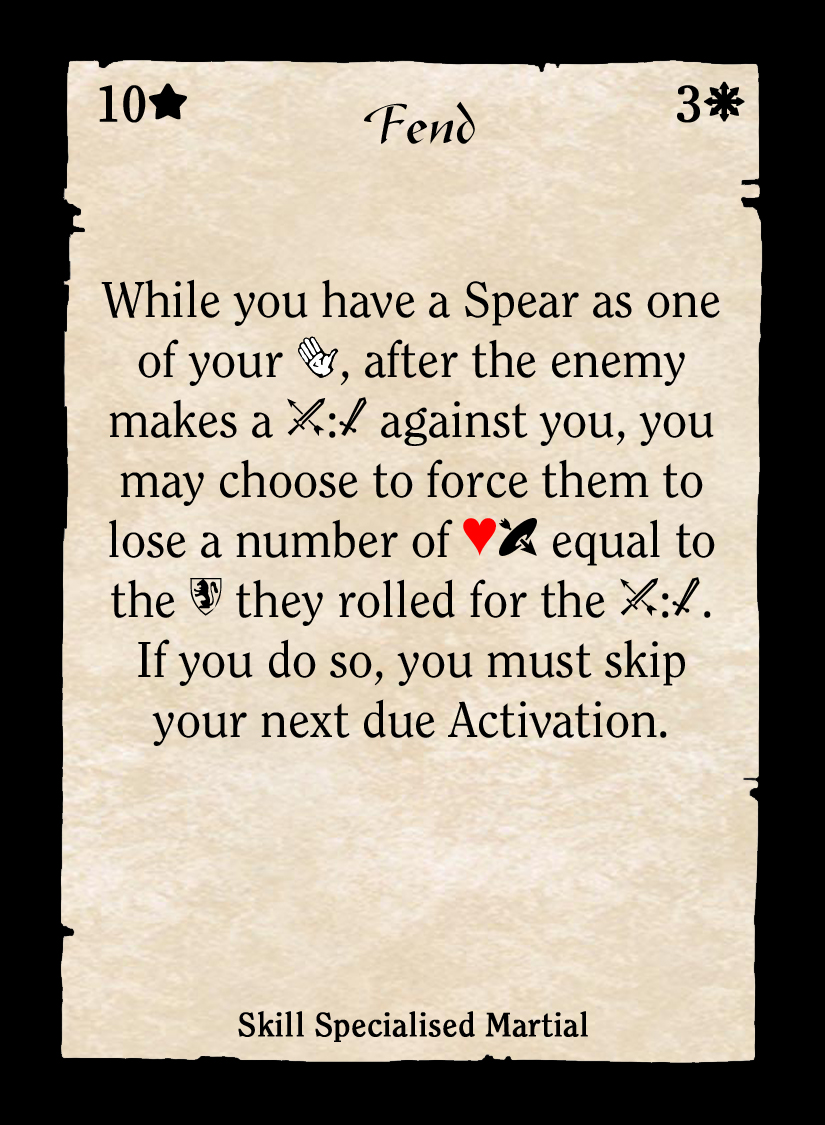 10★
Fend
3
While you have a Spear as one
of your , after the enemy
makes a : against you, you
may choose to force them to
lose a number of ♥ equal to
the they rolled for the :.
If you do so, you must skip
your next due Activation.
Skill Specialised Martial